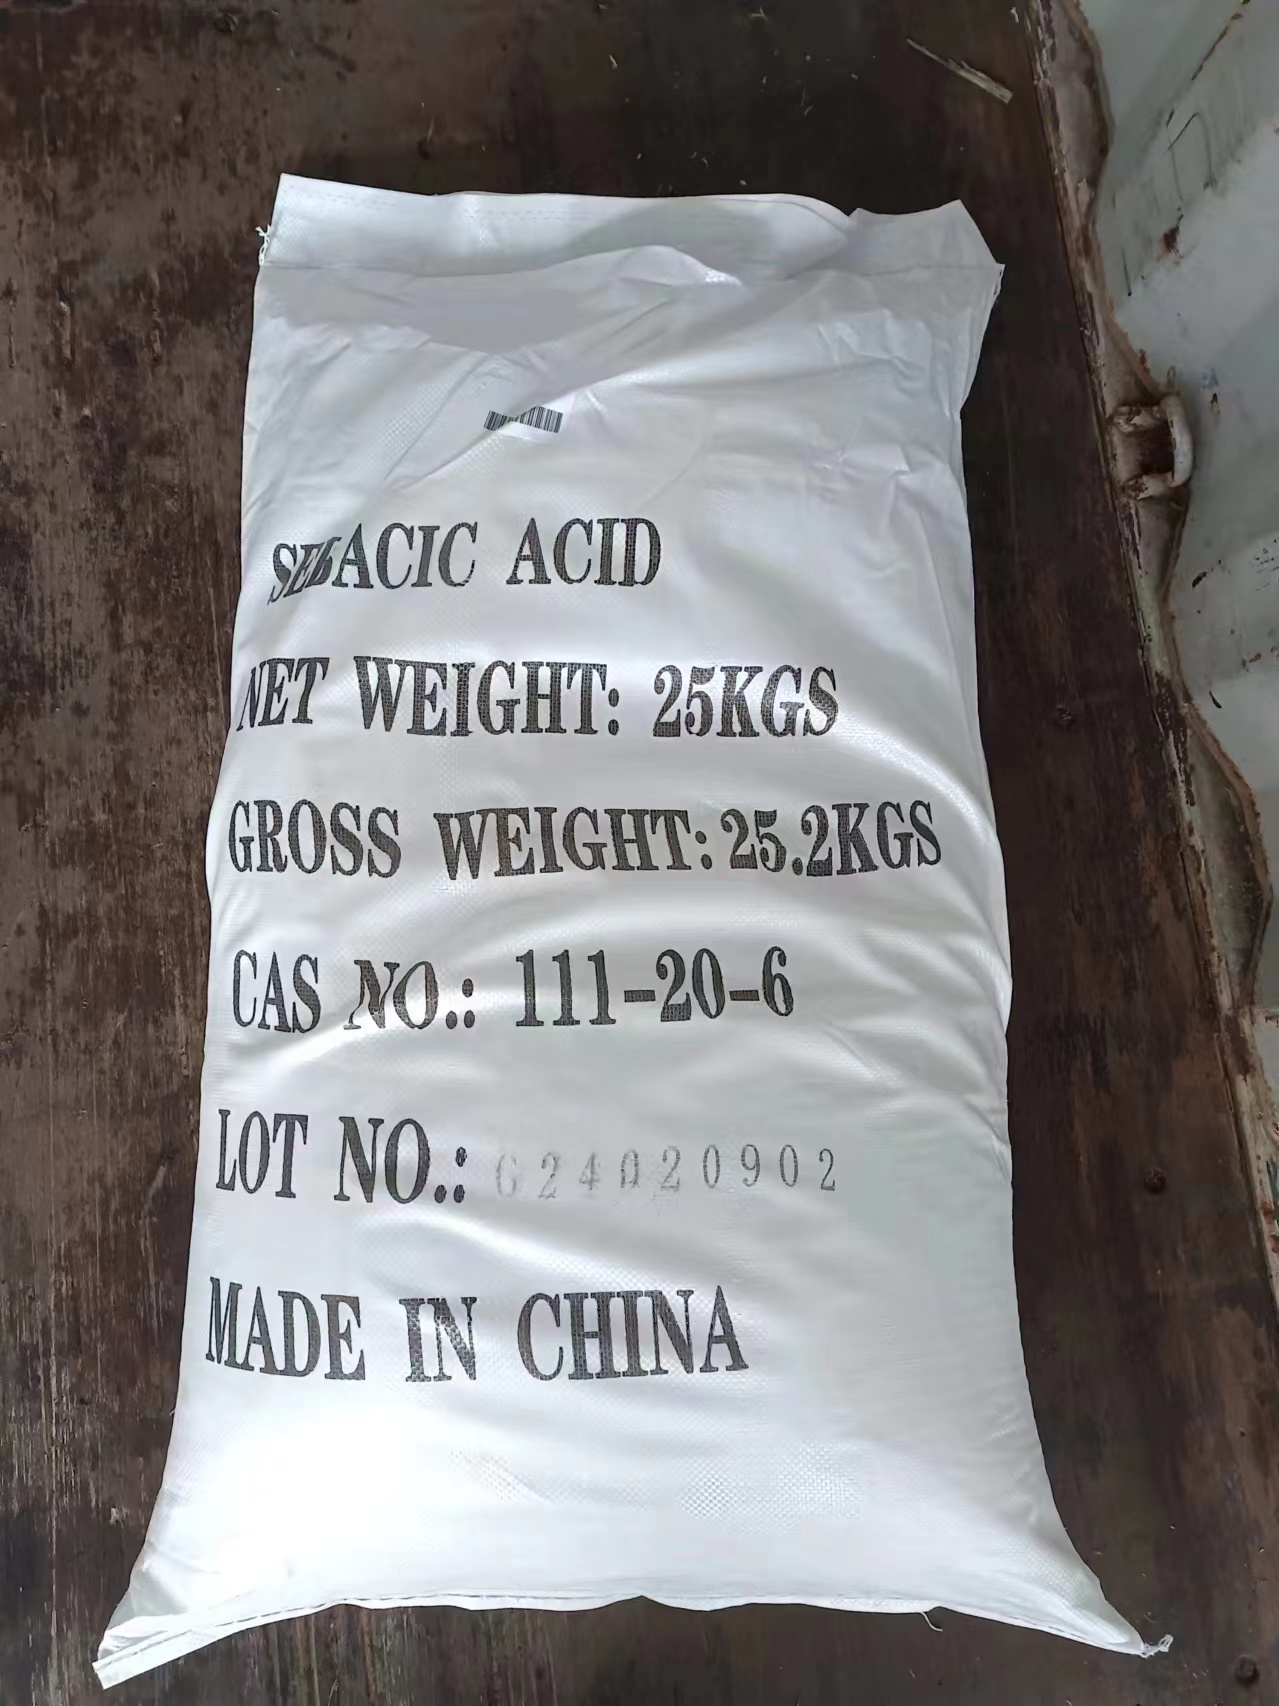 SEBACIC ACID
NET WEIGHT: 25KGS
GROSS WEIGHT: 25.2KGS
CAS NO.: 111-20-6
LOT NO.: G24020902
MADE IN CHINA